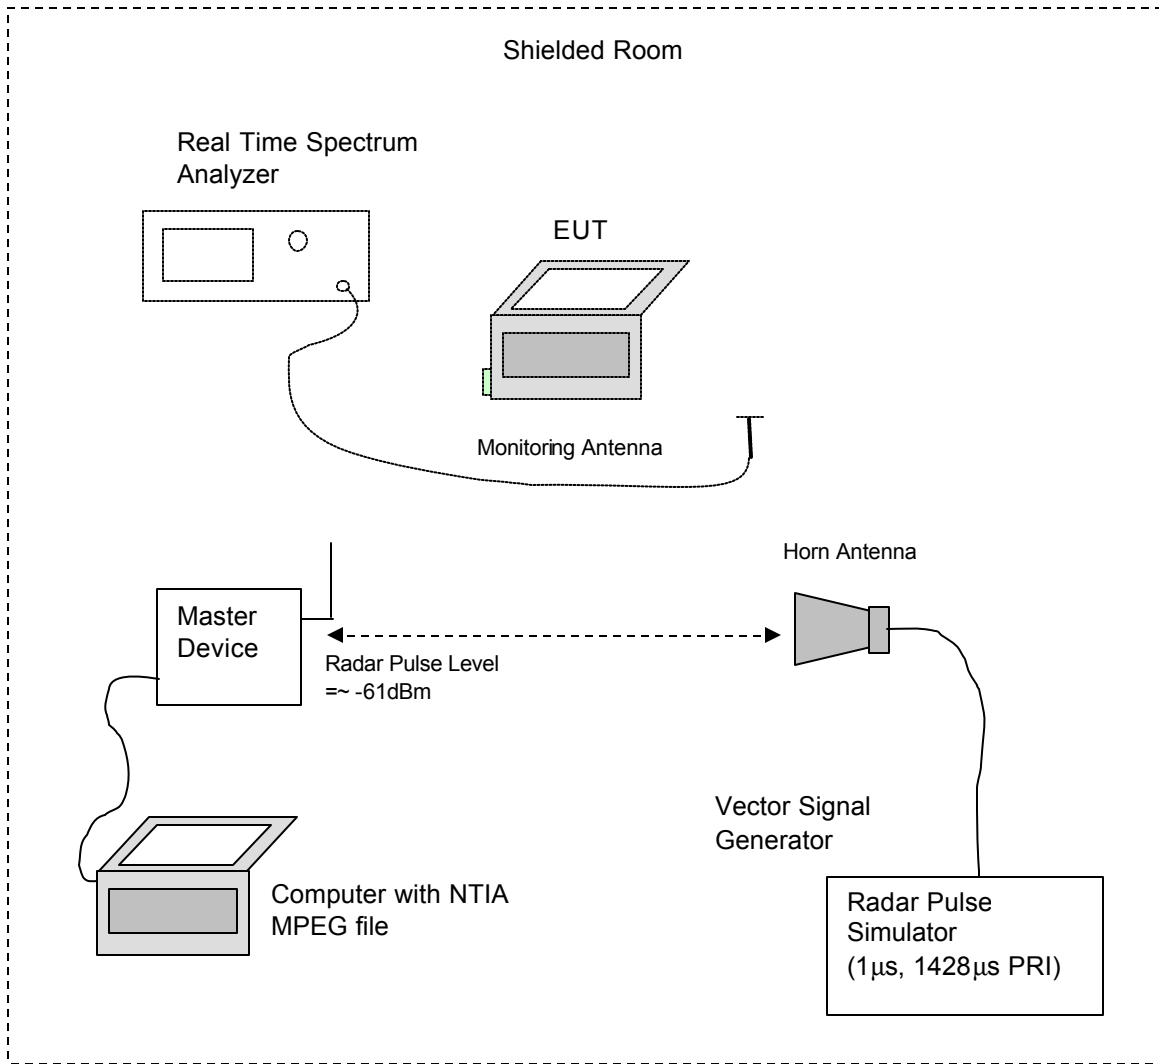 Shielded Room
Real Time Spectrum
Analyzer
EUT
Monitoring Antenna
Horn Antenna
Master
Device
Radar Pulse Level
=~ -61dBm
Vector Signal
Generator
Computer with NTIA
MPEG file
Radar Pulse
Simulator
(1μs, 1428μs PRI)